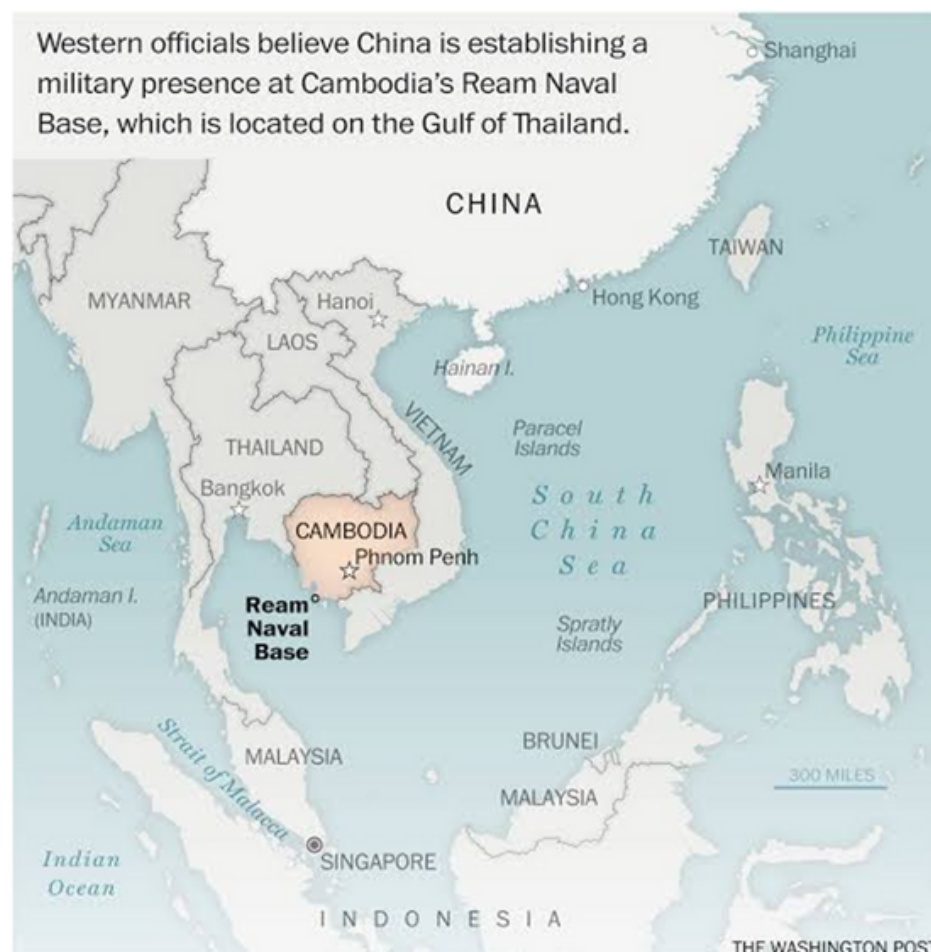 Western officials believe China is establishing a
military presence at Cambodia's Ream Naval
Base, which is located on the Gulf of Thailand.
Shanghai
CHINA
TAIWAN
MYANMAR
Hanoi
Hong Kong
LAOS
Philippine
Sea
Hainan I.
VIETNAM
Paracel
Islands
THAILAND
Manila
Bangkok
South
China
Sea
Andaman
Sea
CAMBODIA
Phnom Penh
Andaman I.
(INDIA)
Ream
Naval
Base
PHILIPPINES
Spratly
Islands
Strait of Malacca
BRUNEI
MALAYSIA
300 MILES
MALAYSIA
Indian
Ocean
SINGAPORE
INDONESIA
THE WASHINGTON POS